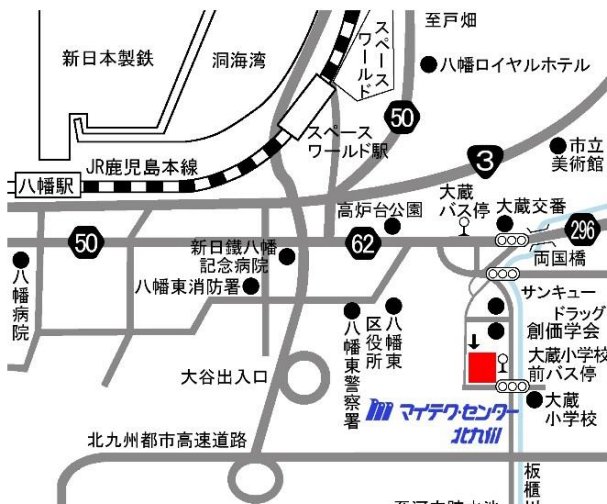 至戸畑
新日本製鉄
洞海湾
スペース
ワールド
八幡ロイヤルホテル
50
スペース
ワールド駅
3
市立
美術館
JR鹿児島本線
八幡駅
大蔵
バス停
大蔵交番
高炉台公園
296
50
新日鐵八幡
記念病院
62
両国橋
八幡病院
八幡東消防署
サンキュー
ドラッグ
創価学会
八幡東警察署
八幡東
区役所
大蔵小学校
前バス停
大谷出入口
マイテク・センター
北九州
大蔵
小学校
北九州都市高速道路
板櫃